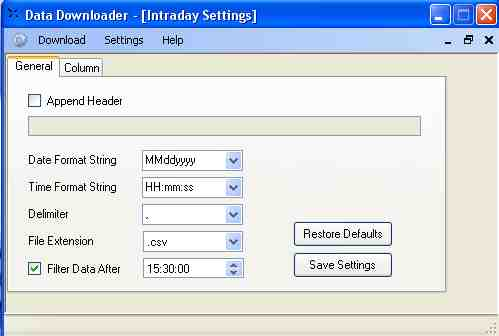 Data Downloader - [Intraday Settings]
Download Settings Help
General Column
Append Header
Date Format String MMddyyyy
Time Format String HH:mm:ss
Delimiter ,
File Extension .csv
Restore Defaults
Filter Data After 15:30:00
Save Settings